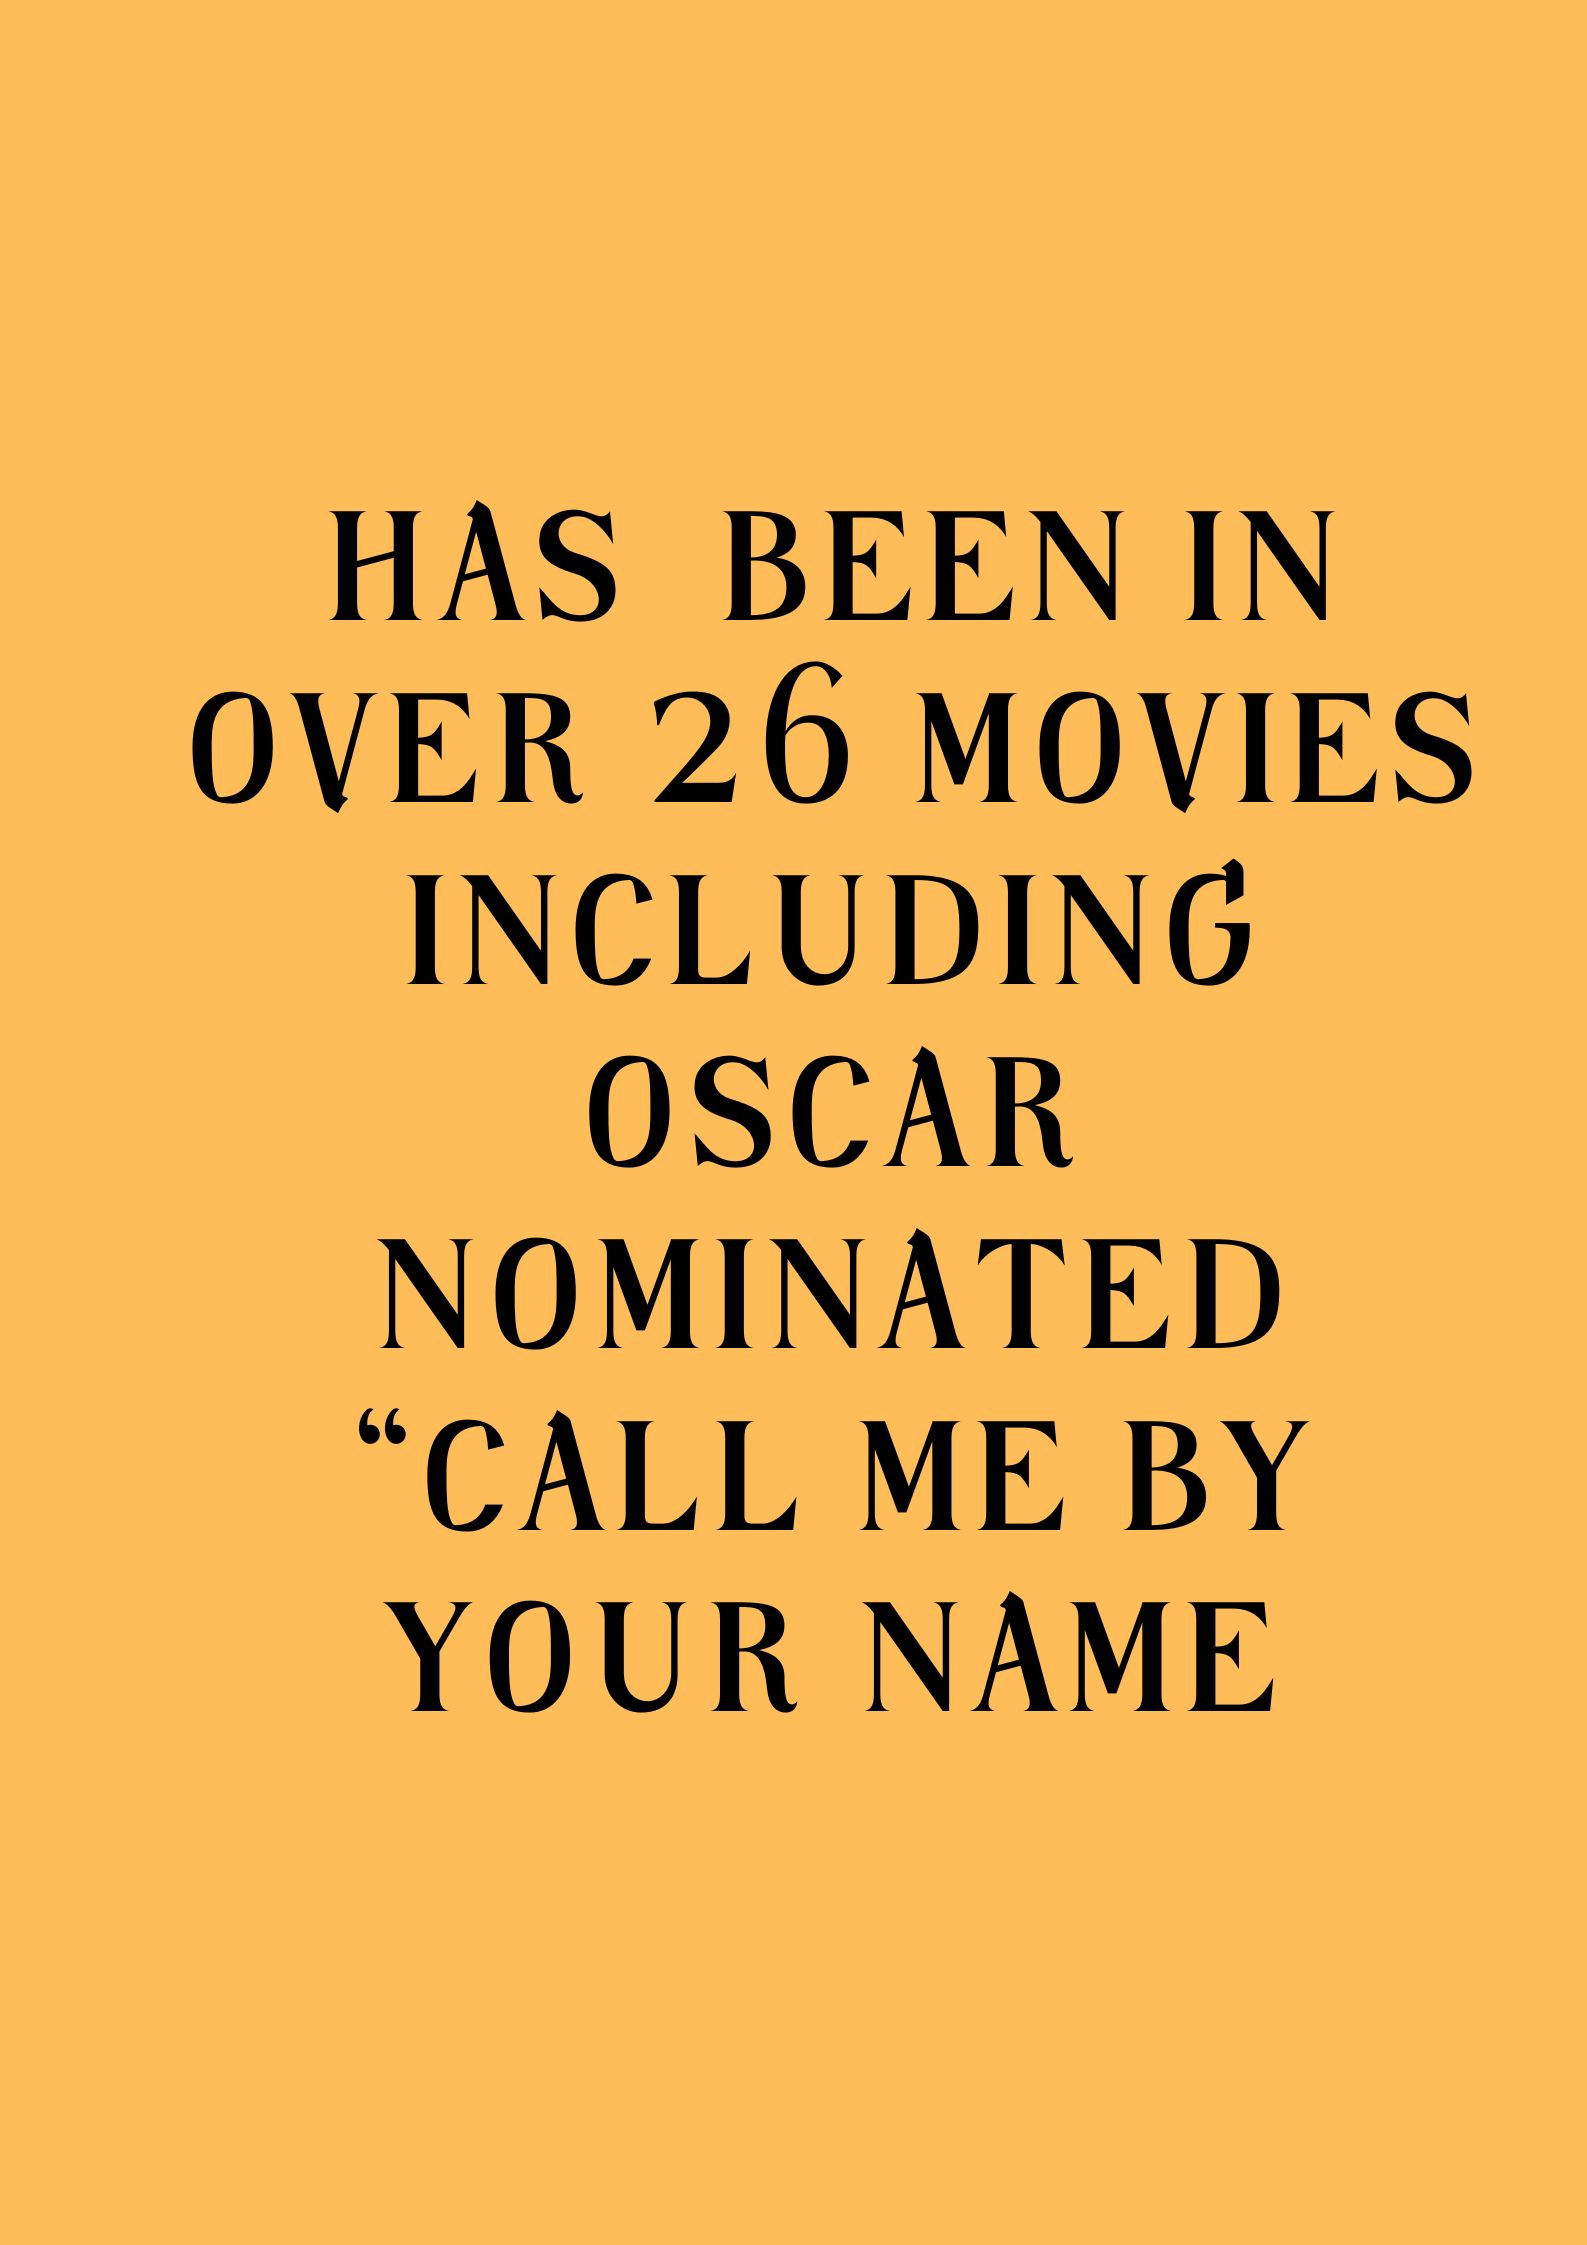 HAS  BEEN IN
OVER 26 MOVIES
INCLUDING
OSCAR
NOMINATED
“CALL ME BY
YOUR NAME